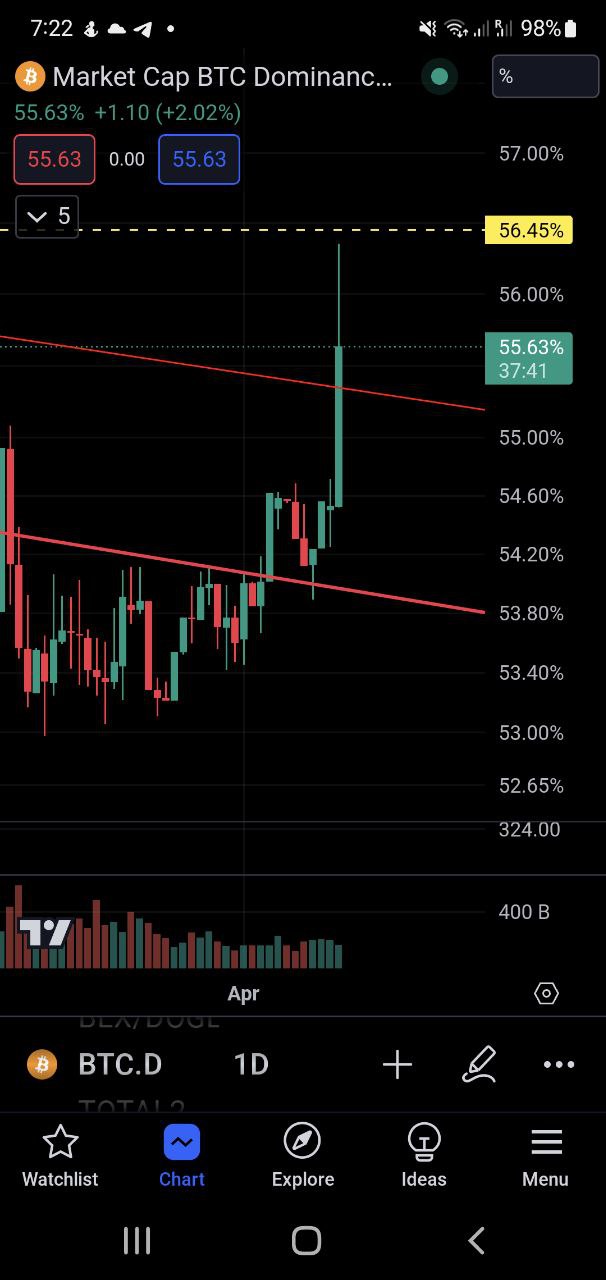 7:22 98%
Market Cap BTC Dominanc... %
55.63% +1.10 (+2.02%)
55.63 0.00 55.63
57.00%
5
56.45%
56.00%
55.63%
37:41
55.00%
54.60%
54.20%
53.80%
53.40%
53.00%
52.65%
324.00
400 B
Apr
BLX/DOGE
BTC.D 1D
TOTAL2
Watchlist Chart Explore Ideas Menu